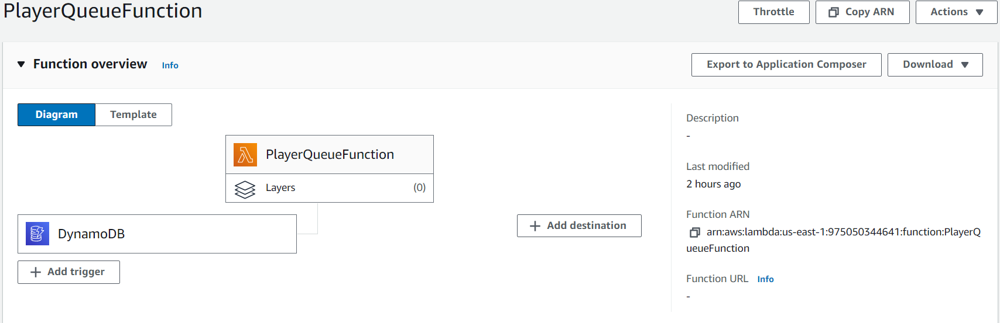 PlayerQueueFunction
Throttle
Copy ARN
Actions
Function overview
Info
Export to Application Composer
Download
Diagram
Template
PlayerQueueFunction
Layers
(0)
DynamoDB
+ Add trigger
+ Add destination
Description
-
Last modified
2 hours ago
Function ARN
arn:aws:lambda:us-east-1:975050344641:function:PlayerQ
ueueFunction
Function URL
Info
-